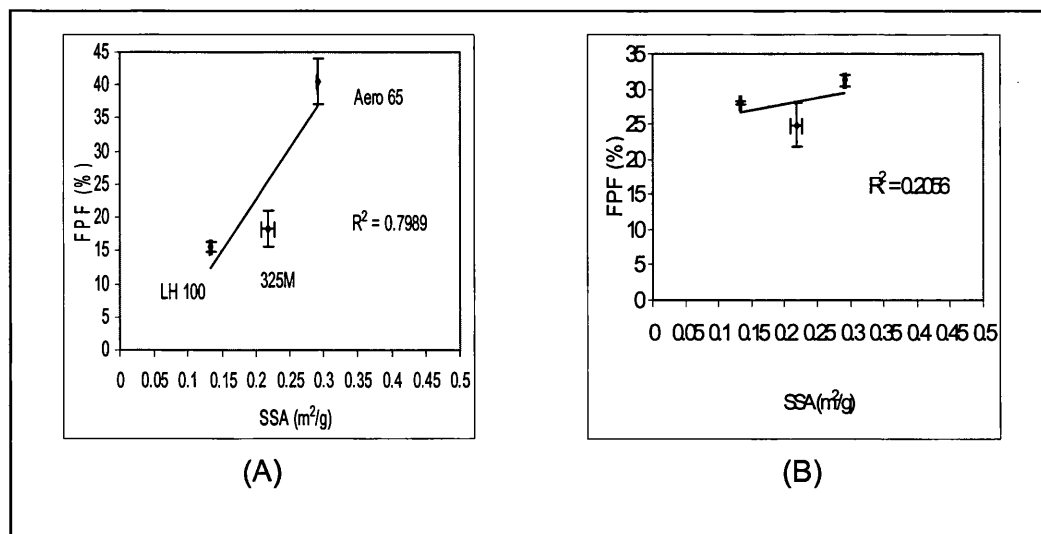 45
40
35
30
25
20
15
10
5
0
FPF (%)
Aero 65
R² = 0.7989
LH 100
325M
0 0.05 0.1 0.15 0.2 0.25 0.3 0.35 0.4 0.45 0.5
SSA (m²/g)
(A)
35
30
25
20
15
10
5
0
FPF (%)
R² = 0.2056
0 0.05 0.1 0.15 0.2 0.25 0.3 0.35 0.4 0.45 0.5
SSA (m²/g)
(B)